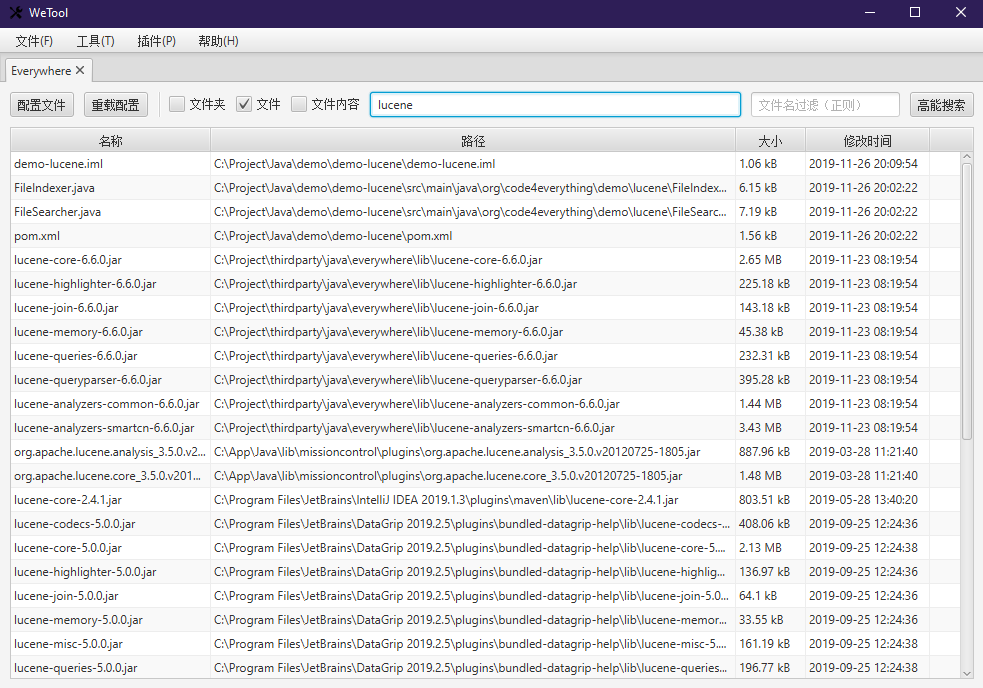 WeTool
文件(F) 工具(T) 插件(P) 帮助(H)
Everywhere
配置文件 重载配置 文件夹 文件 文件内容 lucene 文件名过滤（正则） 高能搜索
名称 路径 大小 修改时间
demo-lucene.iml C:\Project\Java\demo\demo-lucene\demo-lucene.iml 1.06 kB 2019-11-26 20:09:54
FileIndexer.java C:\Project\Java\demo\demo-lucene\src\main\java\org\code4everything\demo\lucene\FileIndex... 6.15 kB 2019-11-26 20:02:22
FileSearcher.java C:\Project\Java\demo\demo-lucene\src\main\java\org\code4everything\demo\lucene\FileSearc... 7.19 kB 2019-11-26 20:02:22
pom.xml C:\Project\Java\demo\demo-lucene\pom.xml 1.56 kB 2019-11-26 20:02:22
lucene-core-6.6.0.jar C:\Project\thirdparty\java\everywhere\lib\lucene-core-6.6.0.jar 2.65 MB 2019-11-23 08:19:54
lucene-highlighter-6.6.0.jar C:\Project\thirdparty\java\everywhere\lib\lucene-highlighter-6.6.0.jar 225.18 kB 2019-11-23 08:19:54
lucene-join-6.6.0.jar C:\Project\thirdparty\java\everywhere\lib\lucene-join-6.6.0.jar 143.18 kB 2019-11-23 08:19:54
lucene-memory-6.6.0.jar C:\Project\thirdparty\java\everywhere\lib\lucene-memory-6.6.0.jar 45.38 kB 2019-11-23 08:19:54
lucene-queries-6.6.0.jar C:\Project\thirdparty\java\everywhere\lib\lucene-queries-6.6.0.jar 232.31 kB 2019-11-23 08:19:54
lucene-queryparser-6.6.0.jar C:\Project\thirdparty\java\everywhere\lib\lucene-queryparser-6.6.0.jar 395.28 kB 2019-11-23 08:19:54
lucene-analyzers-common-6.6.0.jar C:\Project\thirdparty\java\everywhere\lib\lucene-analyzers-common-6.6.0.jar 1.44 MB 2019-11-23 08:19:54
lucene-analyzers-smartcn-6.6.0.jar C:\Project\thirdparty\java\everywhere\lib\lucene-analyzers-smartcn-6.6.0.jar 3.43 MB 2019-11-23 08:19:54
org.apache.lucene.analysis_3.5.0.v2... C:\App\Java\lib\missioncontrol\plugins\org.apache.lucene.analysis_3.5.0.v20120725-1805.jar 887.96 kB 2019-03-28 11:21:40
org.apache.lucene.core_3.5.0.v201... C:\App\Java\lib\missioncontrol\plugins\org.apache.lucene.core_3.5.0.v20120725-1805.jar 1.48 MB 2019-03-28 11:21:40
lucene-core-2.4.1.jar C:\Program Files\JetBrains\IntelliJ IDEA 2019.1.3\plugins\maven\lib\lucene-core-2.4.1.jar 803.51 kB 2019-05-28 13:40:20
lucene-codecs-5.0.0.jar C:\Program Files\JetBrains\DataGrip 2019.2.5\plugins\bundled-datagrip-help\lib\lucene-codecs-... 408.06 kB 2019-09-25 12:24:36
lucene-core-5.0.0.jar C:\Program Files\JetBrains\DataGrip 2019.2.5\plugins\bundled-datagrip-help\lib\lucene-core-5.... 2.13 MB 2019-09-25 12:24:38
lucene-highlighter-5.0.0.jar C:\Program Files\JetBrains\DataGrip 2019.2.5\plugins\bundled-datagrip-help\lib\lucene-highlig... 136.97 kB 2019-09-25 12:24:36
lucene-join-5.0.0.jar C:\Program Files\JetBrains\DataGrip 2019.2.5\plugins\bundled-datagrip-help\lib\lucene-join-5.0... 64.1 kB 2019-09-25 12:24:36
lucene-memory-5.0.0.jar C:\Program Files\JetBrains\DataGrip 2019.2.5\plugins\bundled-datagrip-help\lib\lucene-memor... 33.55 kB 2019-09-25 12:24:36
lucene-misc-5.0.0.jar C:\Program Files\JetBrains\DataGrip 2019.2.5\plugins\bundled-datagrip-help\lib\lucene-misc-5.... 161.19 kB 2019-09-25 12:24:38
lucene-queries-5.0.0.jar C:\Program Files\JetBrains\DataGrip 2019.2.5\plugins\bundled-datagrip-help\lib\lucene-queries... 196.77 kB 2019-09-25 12:24:38